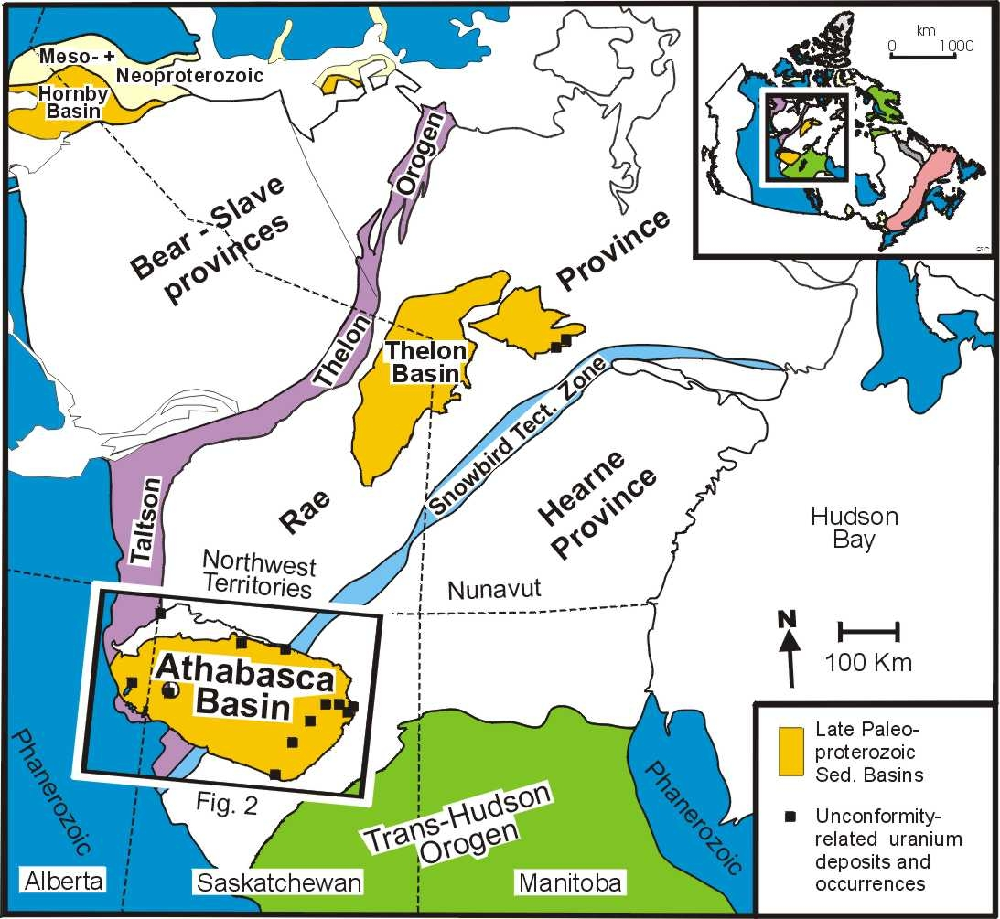 Meso- +
Neoproterozoic
Hornby
Basin
Bear - Slave
provinces
Orogen
Thelon
Taltson
Thelon
Basin
Province
Rae
Snowbird Tect. Zone
Hearne
Province
Hudson
Bay
Northwest
Territories
Nunavut
Athabasca
Basin
Fig. 2
Phanerozoic
Trans-Hudson
Orogen
Phanerozoic
Alberta
Saskatchewan
Manitoba
km
0 1000
N
100 Km
Late Paleo-
proterozoic
Sed. Basins
Unconformity-
related uranium
deposits and
occurrences